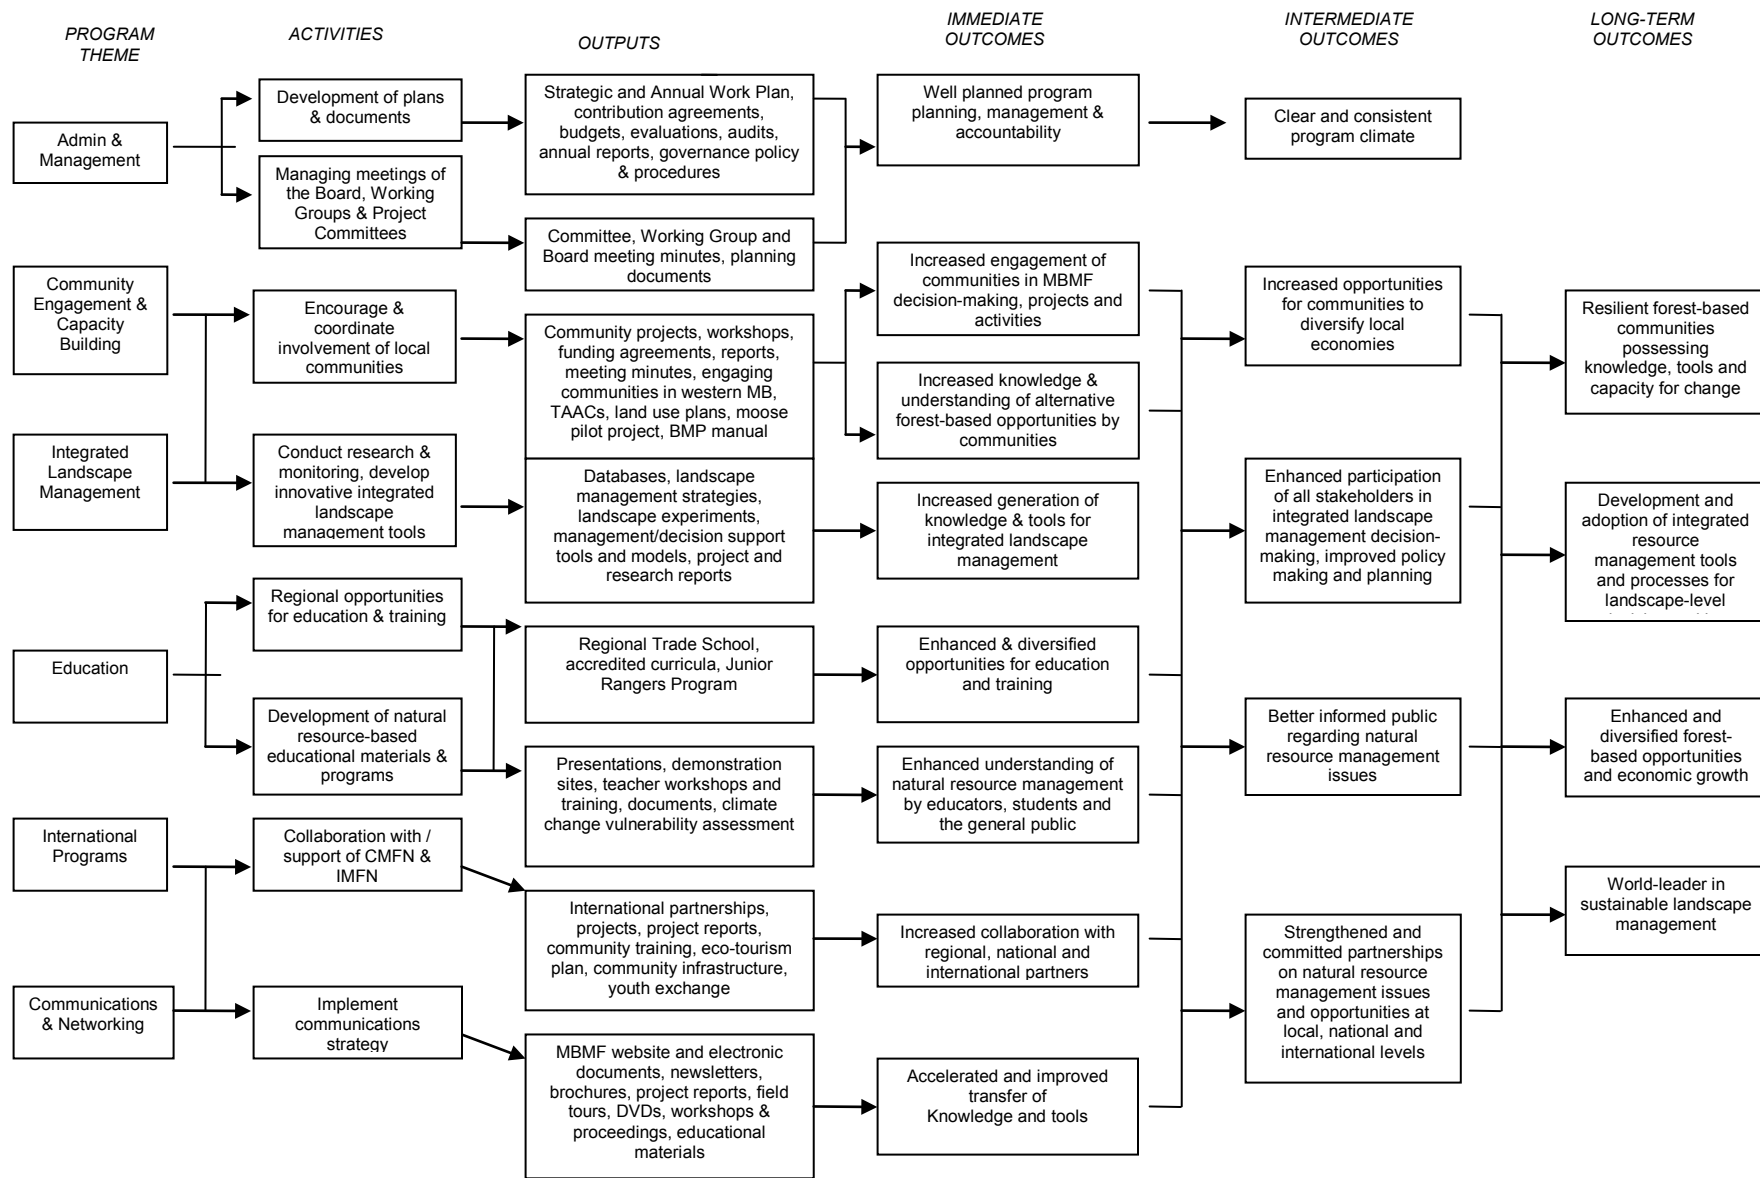 PROGRAM
THEME
ACTIVITIES
OUTPUTS
IMMEDIATE
OUTCOMES
INTERMEDIATE
OUTCOMES
LONG-TERM
OUTCOMES
Admin &
Management
Development of plans
& documents
Managing meetings of
the Board, Working
Groups & Project
Committees
Strategic and Annual Work Plan,
contribution agreements,
budgets, evaluations, audits,
annual reports, governance policy
& procedures
Committee, Working Group and
Board meeting minutes, planning
documents
Well planned program
planning, management &
accountability
Clear and consistent
program climate
Community
Engagement &
Capacity
Building
Encourage &
coordinate
involvement of local
communities
Community projects, workshops,
funding agreements, reports,
meeting minutes, engaging
communities in western MB,
TAACs, land use plans, moose
pilot project, BMP manual
Increased engagement of
communities in MBMF
decision-making, projects and
activities
Increased knowledge &
understanding of alternative
forest-based opportunities by
communities
Increased opportunities
for communities to
diversify local
economies
Resilient forest-based
communities
possessing
knowledge, tools and
capacity for change
Integrated
Landscape
Management
Conduct research &
monitoring, develop
innovative integrated
landscape
management tools
Databases, landscape
management strategies,
landscape experiments,
management/decision support
tools and models, project and
research reports
Increased generation of
knowledge & tools for
integrated landscape
management
Enhanced participation
of all stakeholders in
integrated landscape
management decision-
making, improved policy
making and planning
Development and
adoption of integrated
resource
management tools
and processes for
landscape-level
Education
Regional opportunities
for education & training
Development of natural
resource-based
educational materials &
programs
Regional Trade School,
accredited curricula, Junior
Rangers Program
Presentations, demonstration
sites, teacher workshops and
training, documents, climate
change vulnerability assessment
Enhanced & diversified
opportunities for education
and training
Enhanced understanding of
natural resource management
by educators, students and
the general public
Better informed public
regarding natural
resource management
issues
Enhanced and
diversified forest-
based opportunities
and economic growth
International
Programs
Collaboration with /
support of CMFN &
IMFN
International partnerships,
projects, project reports,
community training, eco-tourism
plan, community infrastructure,
youth exchange
Increased collaboration with
regional, national and
international partners
Strengthened and
committed partnerships
on natural resource
management issues
and opportunities at
local, national and
international levels
World-leader in
sustainable landscape
management
Communications
& Networking
Implement
communications
strategy
MBMF website and electronic
documents, newsletters,
brochures, project reports, field
tours, DVDs, workshops &
proceedings, educational
materials
Accelerated and improved
transfer of
Knowledge and tools